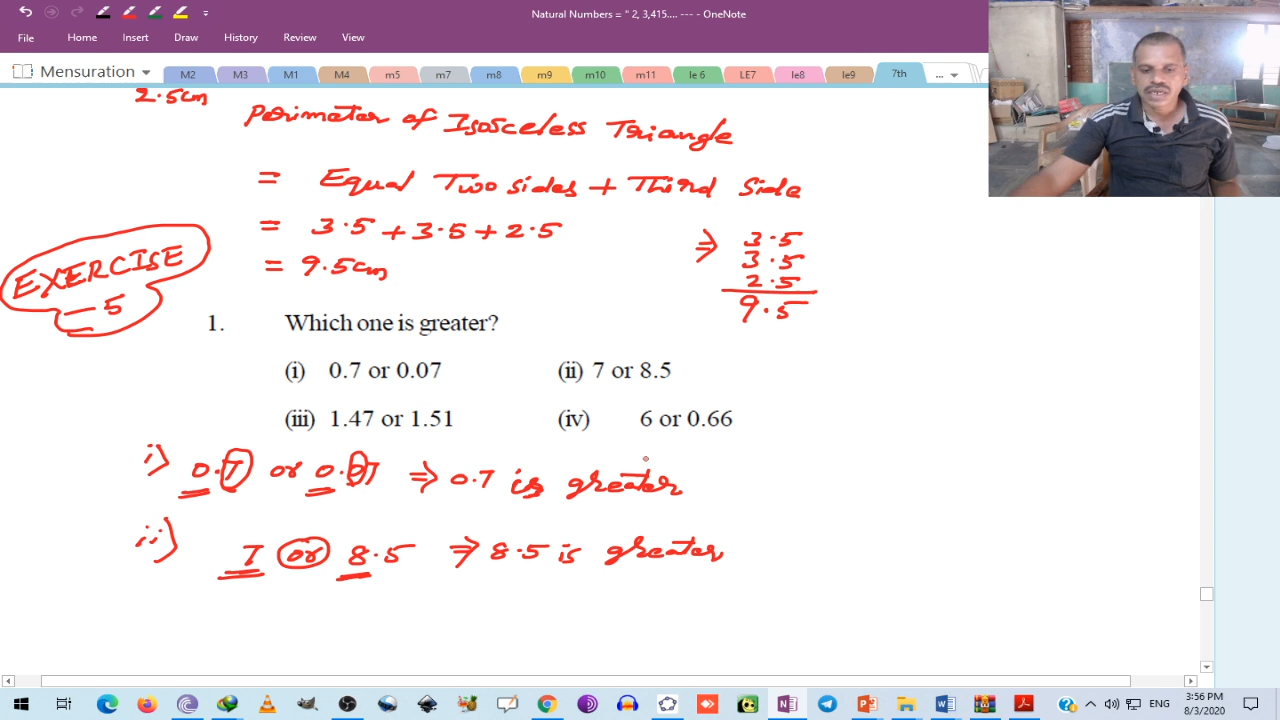 Natural Numbers = " 2, 3,415.... --- - OneNote
File Home Insert Draw History Review View
Mensuration M2 M3 M1 M4 m5 m7 m8 m9 m10 m11 le 6 LE7 le8 le9 7th ...
2.5cm
Perimeter of Isosceless Triangle
= Equal Two sides + Third Side
= 3.5 + 3.5 + 2.5
= 9.5cm
⇒ 3.5
3.5
2.5
9.5
EXERCISE
- 5
1. Which one is greater?
(i) 0.7 or 0.07 (ii) 7 or 8.5
(iii) 1.47 or 1.51 (iv) 6 or 0.66
i) 0.7 or 0.07 ⇒ 0.7 is greater
ii) 7 or 8.5 ⇒ 8.5 is greater
3:56 PM
ENG
8/3/2020